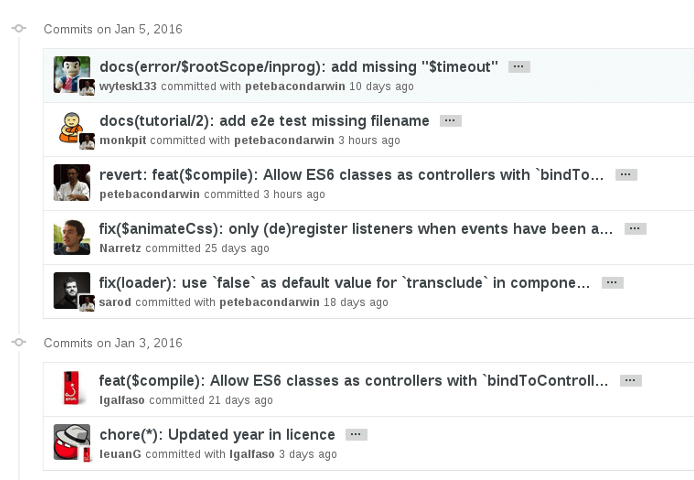 Commits on Jan 5, 2016
docs(error/$rootScope/inprog): add missing "$timeout" ...
wytesk133 committed with petebacondarwin 10 days ago
docs(tutorial/2): add e2e test missing filename ...
monkpit committed with petebacondarwin 3 hours ago
revert: feat($compile): Allow ES6 classes as controllers with `bindTo... ...
petebacondarwin committed 3 hours ago
fix($animateCss): only (de)register listeners when events have been a... ...
Narretz committed 25 days ago
fix(loader): use `false` as default value for `transclude` in compone... ...
sarod committed with petebacondarwin 18 days ago
Commits on Jan 3, 2016
feat($compile): Allow ES6 classes as controllers with `bindToControll... ...
lgalfaso committed 21 days ago
chore(*): Updated year in licence ...
IeuanG committed with lgalfaso 3 days ago